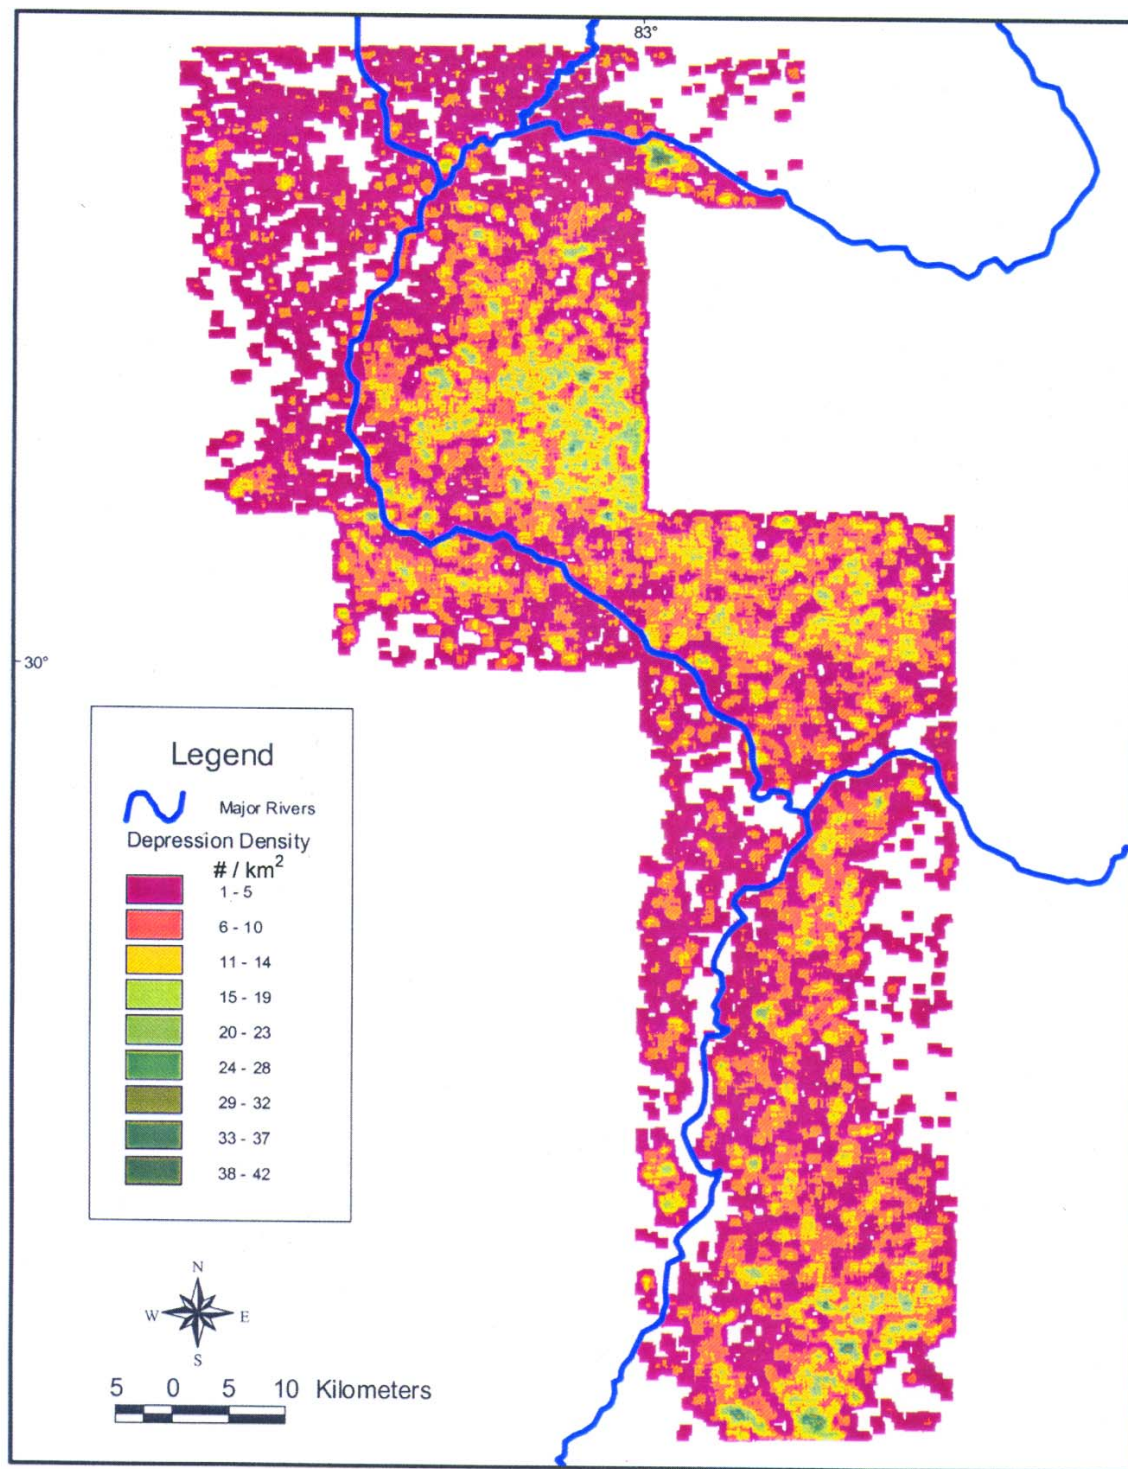 83°
30°
Legend
Major Rivers
Depression Density
# / km²
1 - 5
6 - 10
11 - 14
15 - 19
20 - 23
24 - 28
29 - 32
33 - 37
38 - 42
N
W E
S
5 0 5 10 Kilometers